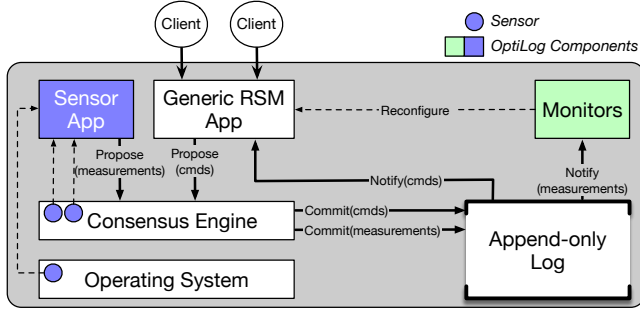 Client
Client
Sensor
OptiLog Components
Sensor
App
Generic RSM
App
Reconfigure
Monitors
Propose
(measurements)
Propose
(cmds)
Notify(cmds)
Notify
(measurements)
Consensus Engine
Commit(cmds)
Commit(measurements)
Append-only
Log
Operating System